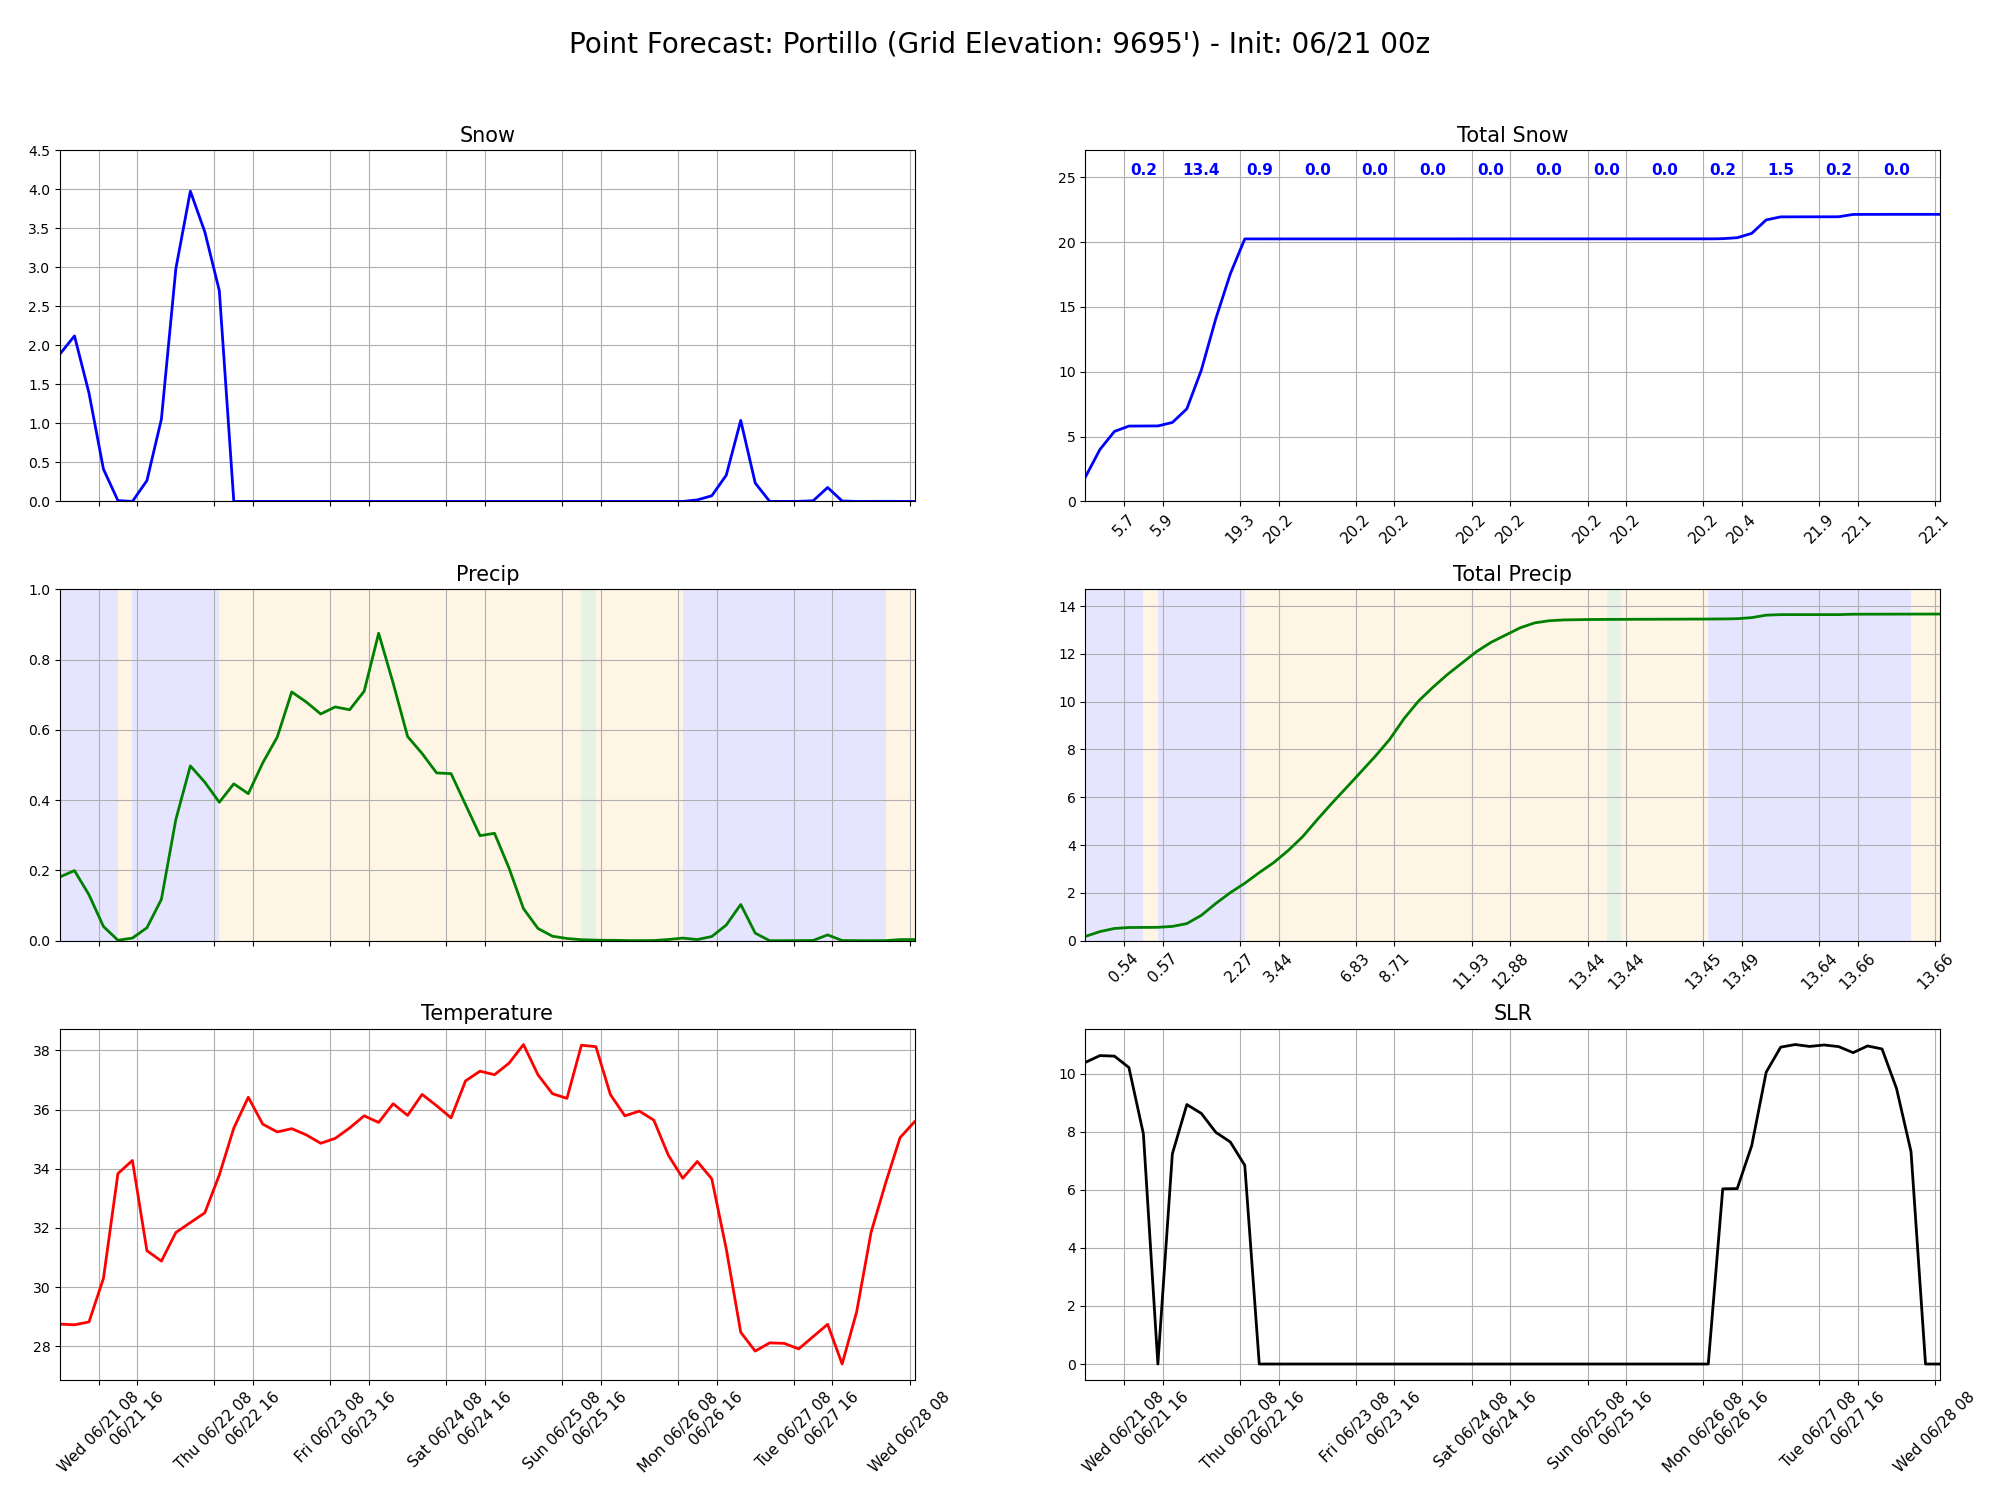 Point Forecast: Portillo (Grid Elevation: 9695') - Init: 06/21 00z
Snow
4.5
4.0
3.5
3.0
2.5
2.0
1.5
1.0
0.5
0.0
Total Snow
0.2 13.4 0.9 0.0 0.0 0.0 0.0 0.0 0.0 0.0 0.2 1.5 0.2 0.0
25
20
15
10
5
0
5.7 5.9 19.3 20.2 20.2 20.2 20.2 20.2 20.2 20.2 20.2 20.4 21.9 22.1 22.1
Precip
1.0
0.8
0.6
0.4
0.2
0.0
Total Precip
14
12
10
8
6
4
2
0
0.54 0.57 2.27 3.44 6.83 8.71 11.93 12.88 13.44 13.44 13.45 13.49 13.64 13.66 13.66
Temperature
38
36
34
32
30
28
Wed 06/21 08
06/21 16
Thu 06/22 08
06/22 16
Fri 06/23 08
06/23 16
Sat 06/24 08
06/24 16
Sun 06/25 08
06/25 16
Mon 06/26 08
06/26 16
Tue 06/27 08
06/27 16
Wed 06/28 08
SLR
10
8
6
4
2
0
Wed 06/21 08
06/21 16
Thu 06/22 08
06/22 16
Fri 06/23 08
06/23 16
Sat 06/24 08
06/24 16
Sun 06/25 08
06/25 16
Mon 06/26 08
06/26 16
Tue 06/27 08
06/27 16
Wed 06/28 08